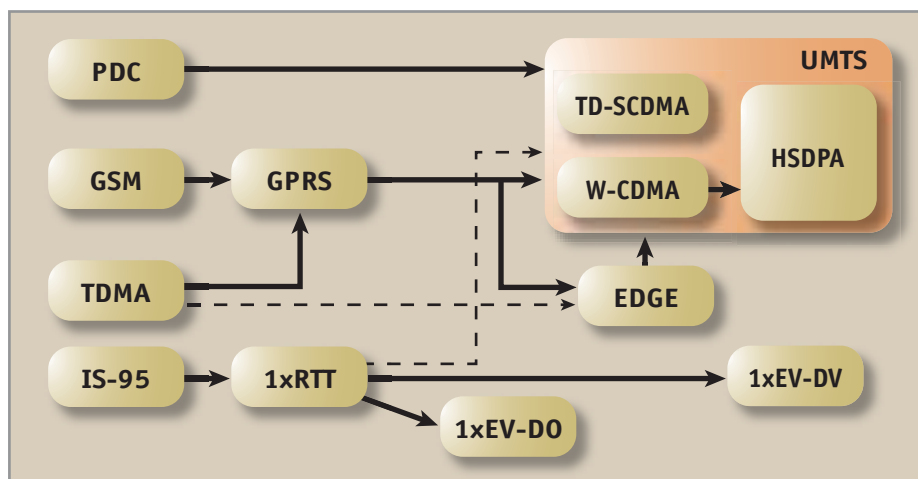 PDC
UMTS
TD-SCDMA
HSDPA
GSM
GPRS
W-CDMA
TDMA
EDGE
IS-95
1xRTT
1xEV-DV
1xEV-DO